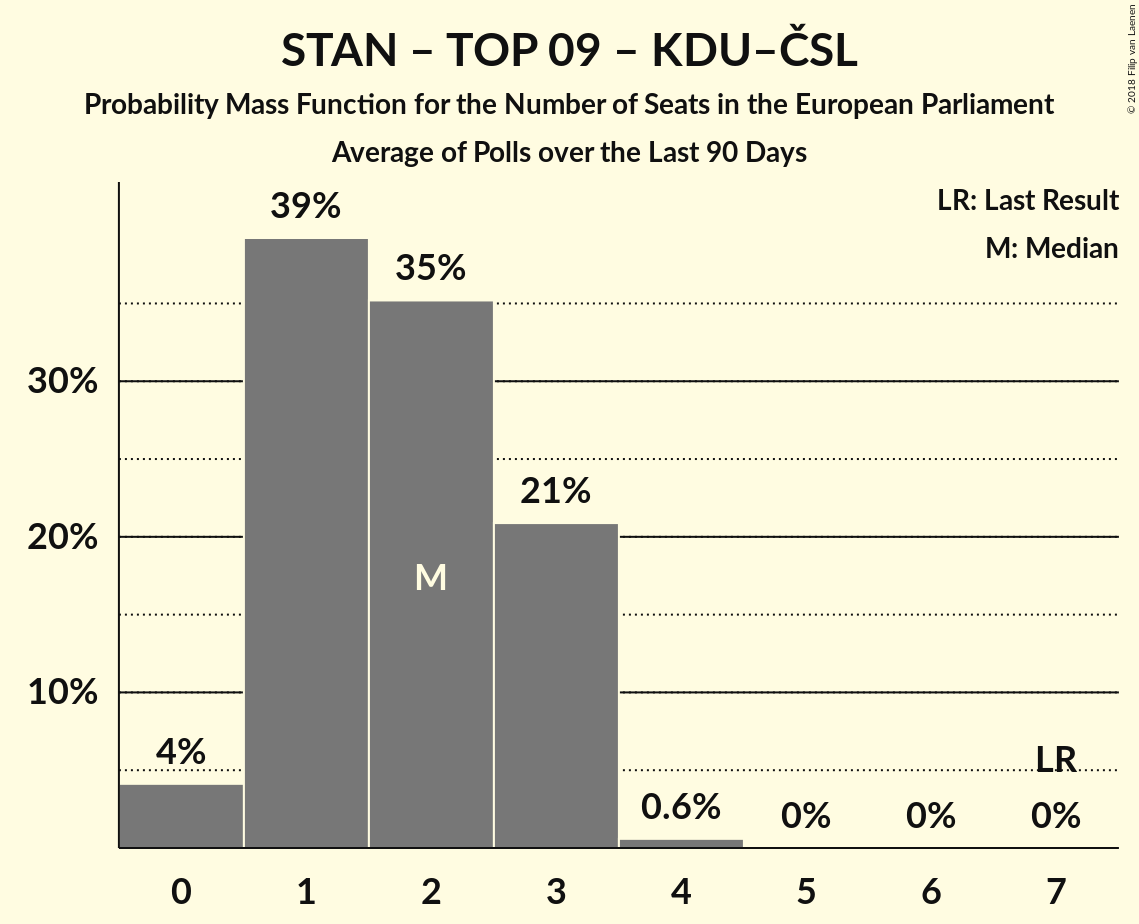 STAN – TOP 09 – KDU–ČSL
Probability Mass Function for the Number of Seats in the European Parliament
Average of Polls over the Last 90 Days
© 2018 Filip van Laenen
LR: Last Result
M: Median
39%
35%
30%
21%
20%
M
10%
4%
LR
0.6%
0%
0%
0%
0 1 2 3 4 5 6 7